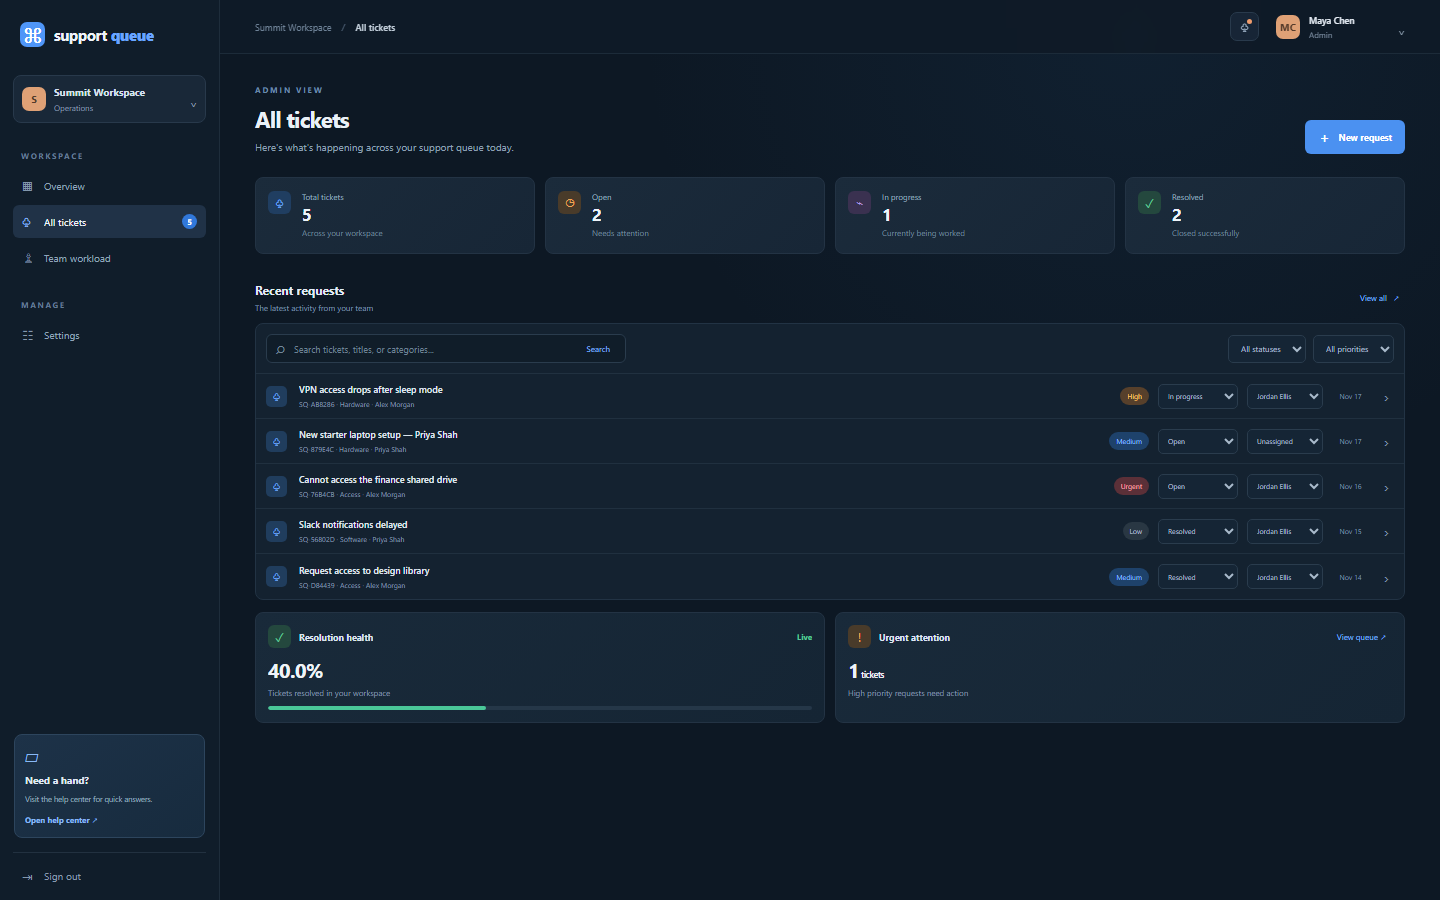 support queue
S
Summit Workspace
Operations
WORKSPACE
Overview
All tickets
5
Team workload
MANAGE
Settings
Need a hand?
Visit the help center for quick answers.
Open help center ↗
Sign out
Summit Workspace / All tickets
MC
Maya Chen
Admin
ADMIN VIEW
All tickets
Here's what's happening across your support queue today.
+ New request
Total tickets
5
Across your workspace
Open
2
Needs attention
In progress
1
Currently being worked
Resolved
2
Closed successfully
Recent requests
The latest activity from your team
View all ↗
Search tickets, titles, or categories...
Search
All statuses
All priorities
VPN access drops after sleep mode
SQ-AB82B6 · Hardware · Alex Morgan
High
In progress
Jordan Ellis
Nov 17
New starter laptop setup — Priya Shah
SQ-879E4C · Hardware · Priya Shah
Medium
Open
Unassigned
Nov 17
Cannot access the finance shared drive
SQ-76B4CB · Access · Alex Morgan
Urgent
Open
Jordan Ellis
Nov 16
Slack notifications delayed
SQ-56802D · Software · Priya Shah
Low
Resolved
Jordan Ellis
Nov 15
Request access to design library
SQ-DB4439 · Access · Alex Morgan
Medium
Resolved
Jordan Ellis
Nov 14
Resolution health
Live
40.0%
Tickets resolved in your workspace
Urgent attention
View queue ↗
1 tickets
High priority requests need action